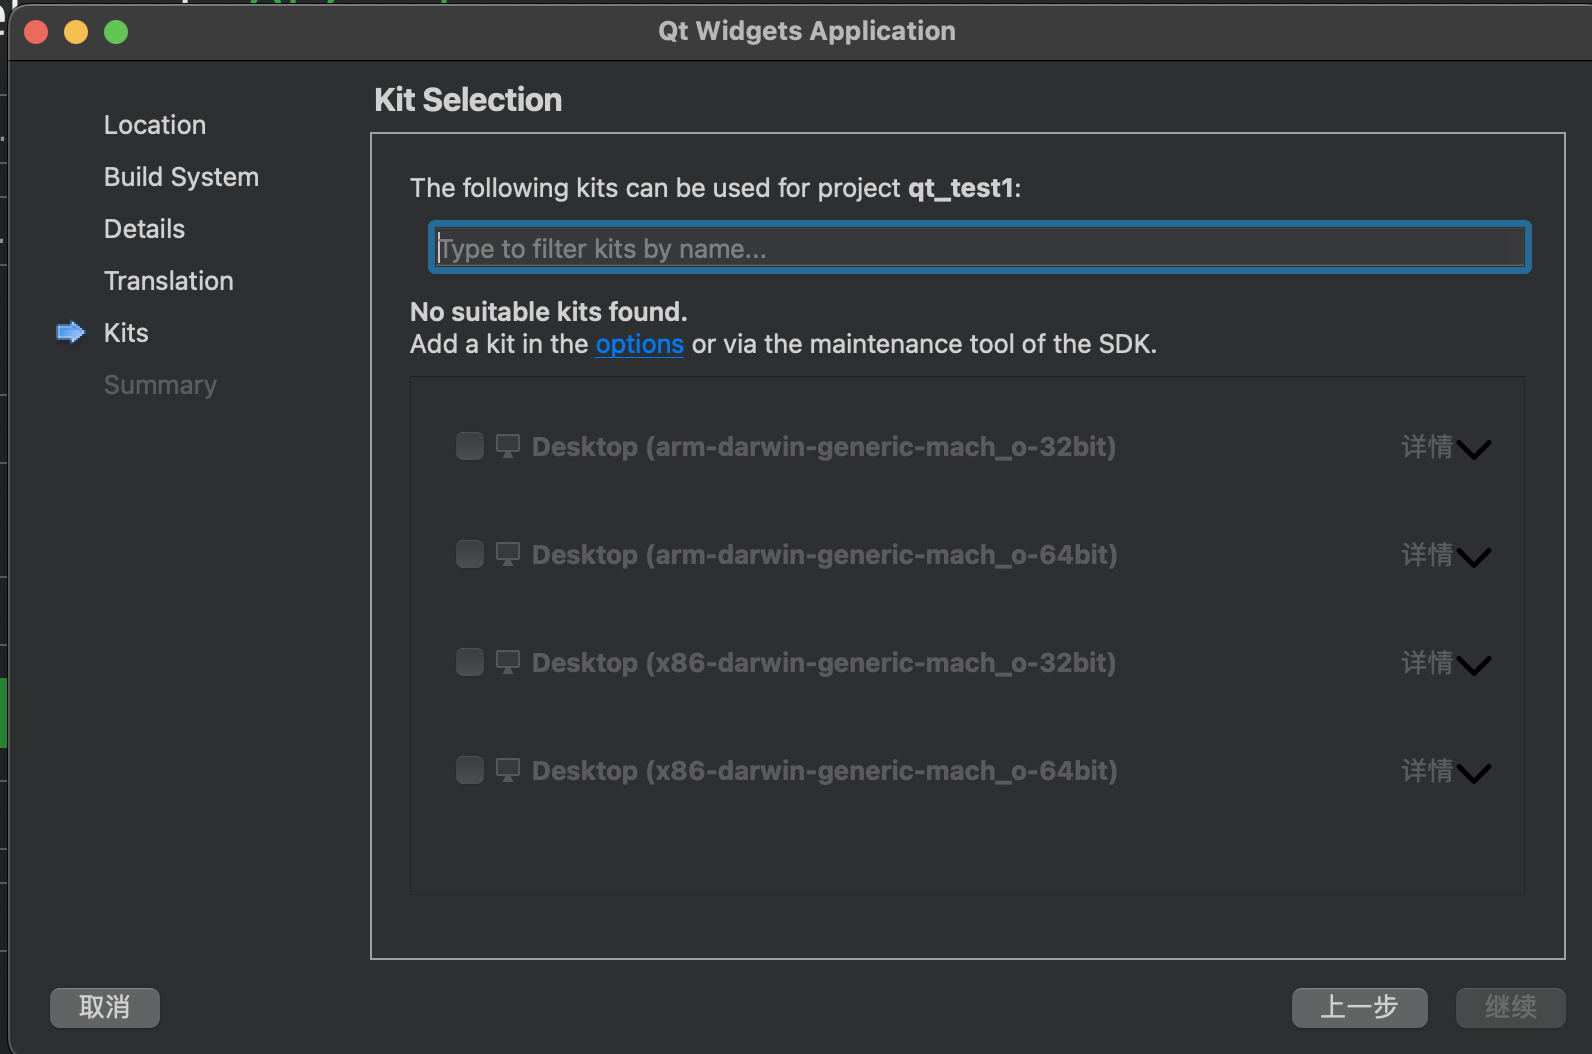 Qt Widgets Application
Location
Build System
Details
Translation
Kits
Summary
Kit Selection
The following kits can be used for project qt_test1:
Type to filter kits by name...
No suitable kits found.
Add a kit in the options or via the maintenance tool of the SDK.
Desktop (arm-darwin-generic-mach_o-32bit) 详情
Desktop (arm-darwin-generic-mach_o-64bit) 详情
Desktop (x86-darwin-generic-mach_o-32bit) 详情
Desktop (x86-darwin-generic-mach_o-64bit) 详情
取消 上一步 继续